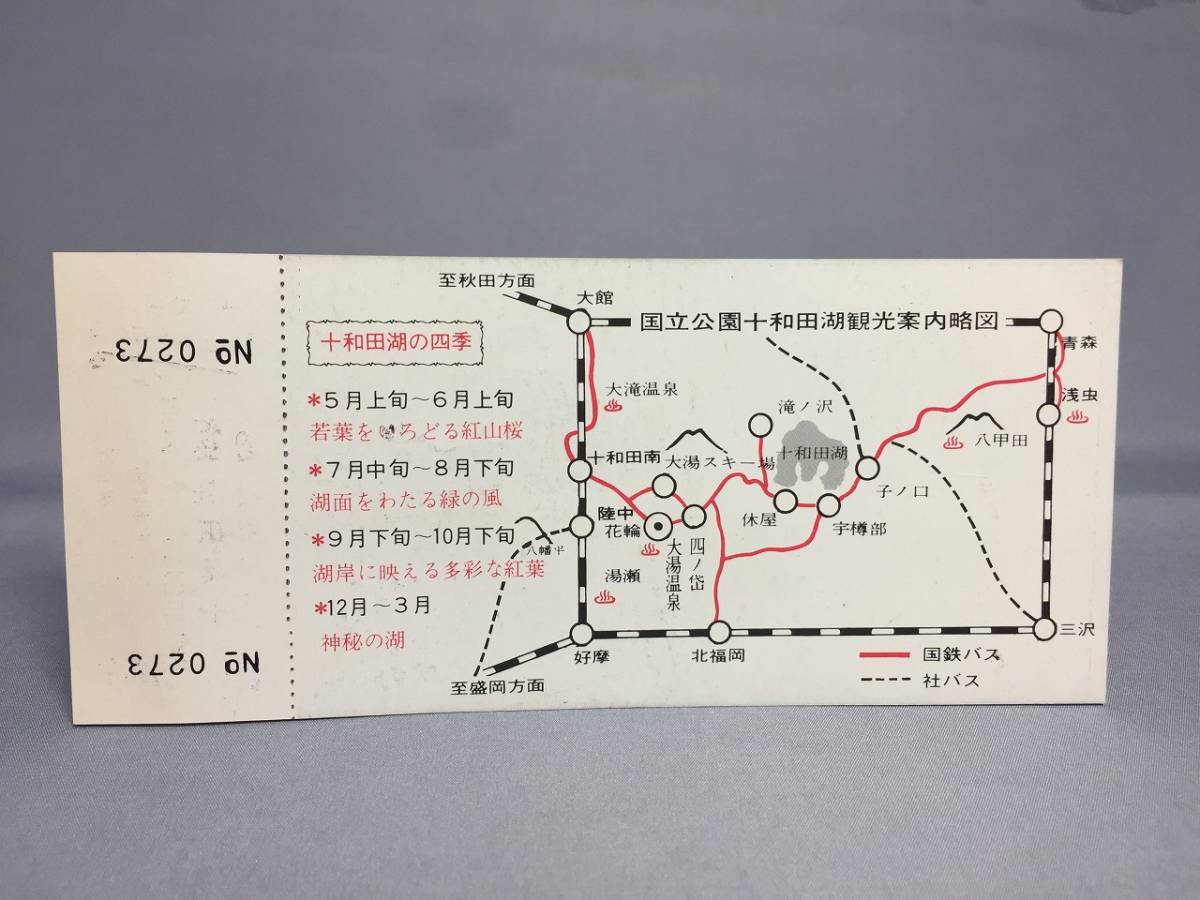 № 0273
№ 0273
十和田湖の四季
*5月上旬～6月上旬
若葉をいろどる紅山桜
*7月中旬～8月下旬
湖面をわたる緑の風
*9月下旬～10月下旬
湖岸に映える多彩な紅葉
*12月～3月
神秘の湖
国立公園十和田湖観光案内略図
至秋田方面
大館
青森
大滝温泉
浅虫
滝ノ沢
八甲田
十和田南
大湯スキー場
十和田湖
子ノ口
陸中
花輪
休屋
宇樽部
八幡平
大湯温泉
四ノ岱
湯瀬
好摩
北福岡
三沢
至盛岡方面
国鉄バス
社バス